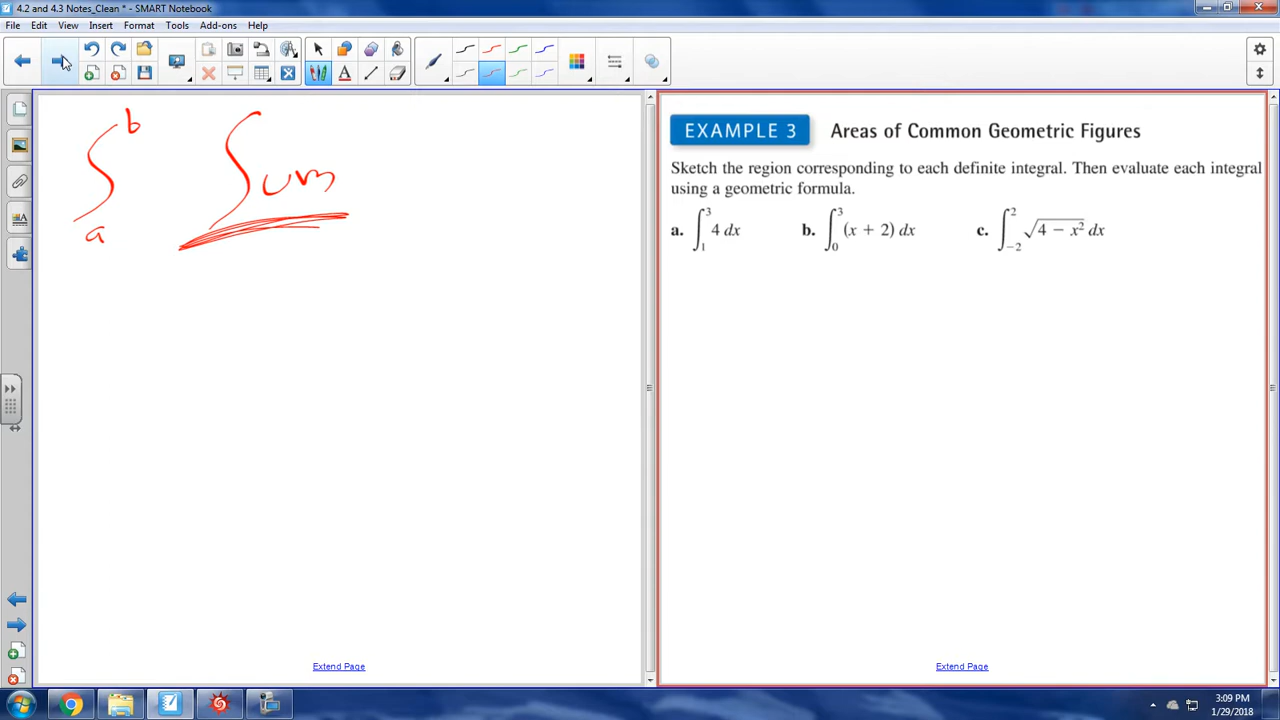 4.2 and 4.3 Notes_Clean * - SMART Notebook
File Edit View Insert Format Tools Add-ons Help
∫ₐᵇ
∫um
EXAMPLE 3 Areas of Common Geometric Figures
Sketch the region corresponding to each definite integral. Then evaluate each integral
using a geometric formula.
a. ∫₁³ 4 dx b. ∫₀³ (x + 2) dx c. ∫₋₂² √(4 − x²) dx
Extend Page Extend Page
3:09 PM
1/29/2018